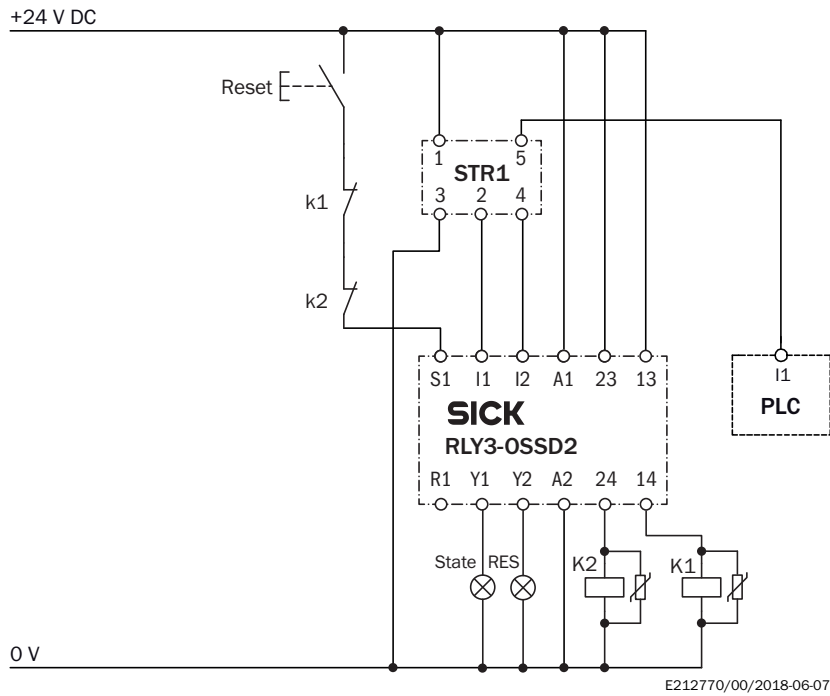 +24 V DC
Reset
1 5
STR1
3 2 4
k1
k2
S1 I1 I2 A1 23 13
I1
PLC
SICK
RLY3-OSSD2
R1 Y1 Y2 A2 24 14
State RES K2 K1
0 V
E212770/00/2018-06-07